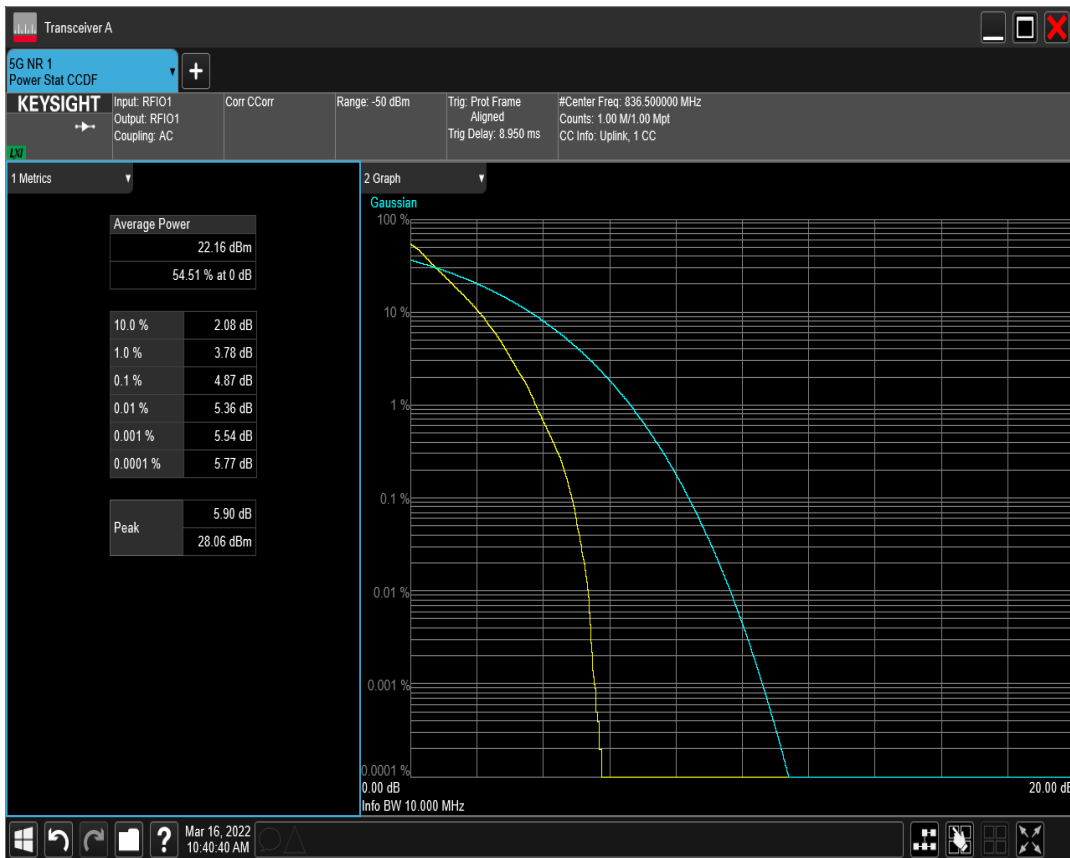 Transceiver A
5G NR 1
Power Stat CCDF
KEYSIGHT
LXI
Input: RFIO1
Output: RFIO1
Coupling: AC
Corr CCorr
Range: -50 dBm
Trig: Prot Frame
Aligned
Trig Delay: 8.950 ms
#Center Freq: 836.500000 MHz
Counts: 1.00 M/1.00 Mpt
CC Info: Uplink, 1 CC
1 Metrics
Average Power
22.16 dBm
54.51 % at 0 dB
10.0 % 2.08 dB
1.0 % 3.78 dB
0.1 % 4.87 dB
0.01 % 5.36 dB
0.001 % 5.54 dB
0.0001 % 5.77 dB
Peak 5.90 dB
28.06 dBm
2 Graph
Gaussian
100 %
10 %
1 %
0.1 %
0.01 %
0.001 %
0.0001 %
0.00 dB 20.00 dB
Info BW 10.000 MHz
?
Mar 16, 2022
10:40:40 AM